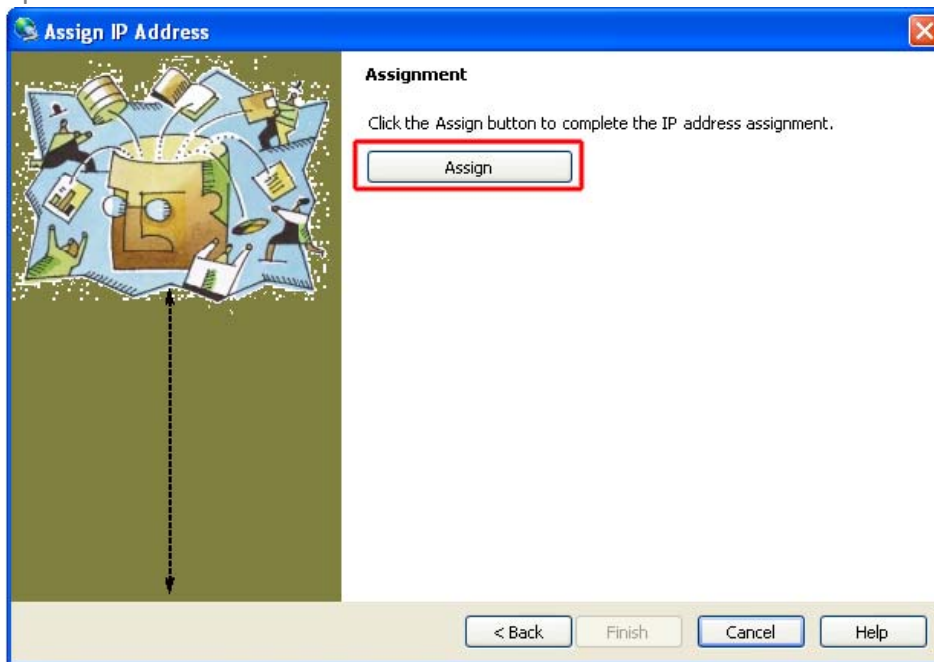 Assign IP Address
Assignment
Click the Assign button to complete the IP address assignment.
Assign
< Back
Finish
Cancel
Help